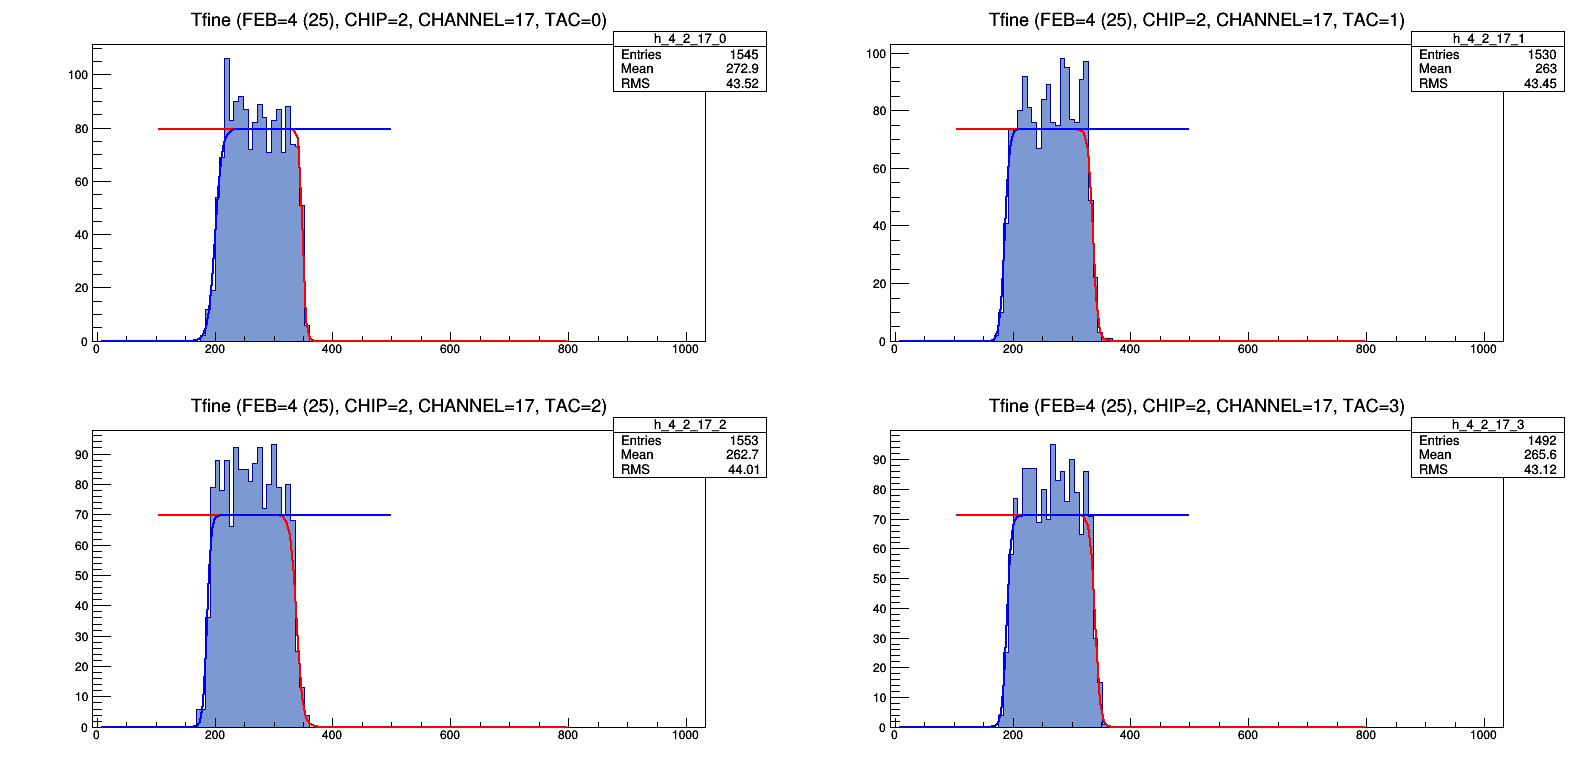 Tfine (FEB=4 (25), CHIP=2, CHANNEL=17, TAC=0)
h_4_2_17_0
Entries 1545
Mean 272.9
RMS 43.52
100
80
60
40
20
0
0 200 400 600 800 1000
Tfine (FEB=4 (25), CHIP=2, CHANNEL=17, TAC=1)
h_4_2_17_1
Entries 1530
Mean 263
RMS 43.45
100
80
60
40
20
0
0 200 400 600 800 1000
Tfine (FEB=4 (25), CHIP=2, CHANNEL=17, TAC=2)
h_4_2_17_2
Entries 1553
Mean 262.7
RMS 44.01
90
80
70
60
50
40
30
20
10
0
0 200 400 600 800 1000
Tfine (FEB=4 (25), CHIP=2, CHANNEL=17, TAC=3)
h_4_2_17_3
Entries 1492
Mean 265.6
RMS 43.12
90
80
70
60
50
40
30
20
10
0
0 200 400 600 800 1000